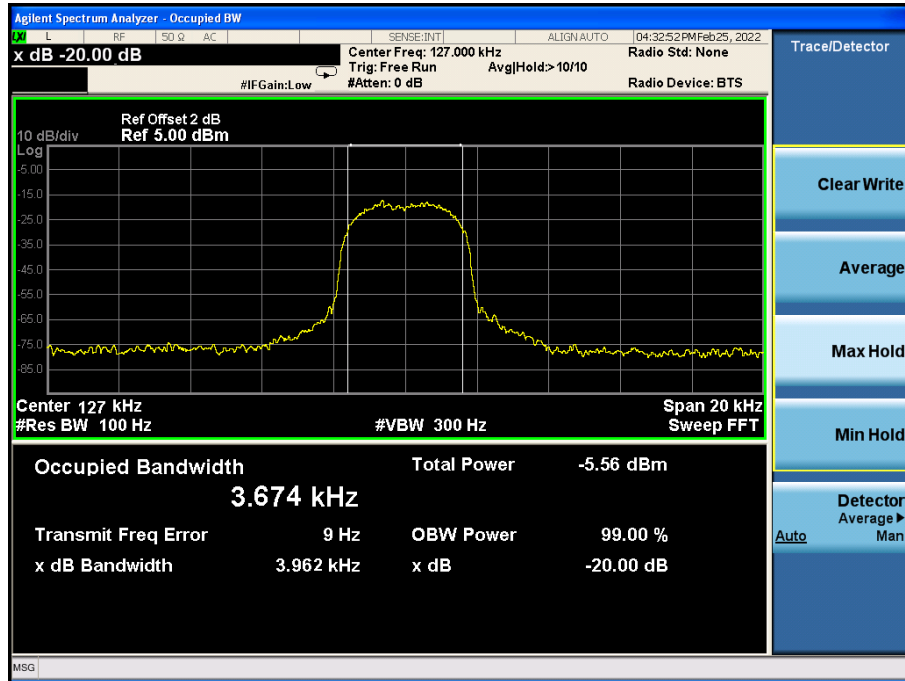 Agilent Spectrum Analyzer - Occupied BW
LXI L RF 50 Ω AC SENSE:INT ALIGN AUTO 04:32:52 PM Feb 25, 2022
x dB -20.00 dB
Center Freq: 127.000 kHz
Radio Std: None
Trig: Free Run
Avg|Hold:>10/10
#IFGain:Low
#Atten: 0 dB
Radio Device: BTS
Ref Offset 2 dB
10 dB/div
Ref 5.00 dBm
Log
-5.00
-15.0
-25.0
-35.0
-45.0
-55.0
-65.0
-75.0
-85.0
Center 127 kHz
Span 20 kHz
#Res BW 100 Hz
#VBW 300 Hz
Sweep FFT
Occupied Bandwidth
Total Power -5.56 dBm
3.674 kHz
Transmit Freq Error 9 Hz
OBW Power 99.00 %
x dB Bandwidth 3.962 kHz
x dB -20.00 dB
Trace/Detector
Clear Write
Average
Max Hold
Min Hold
Detector
Average▶
Auto Man
MSG